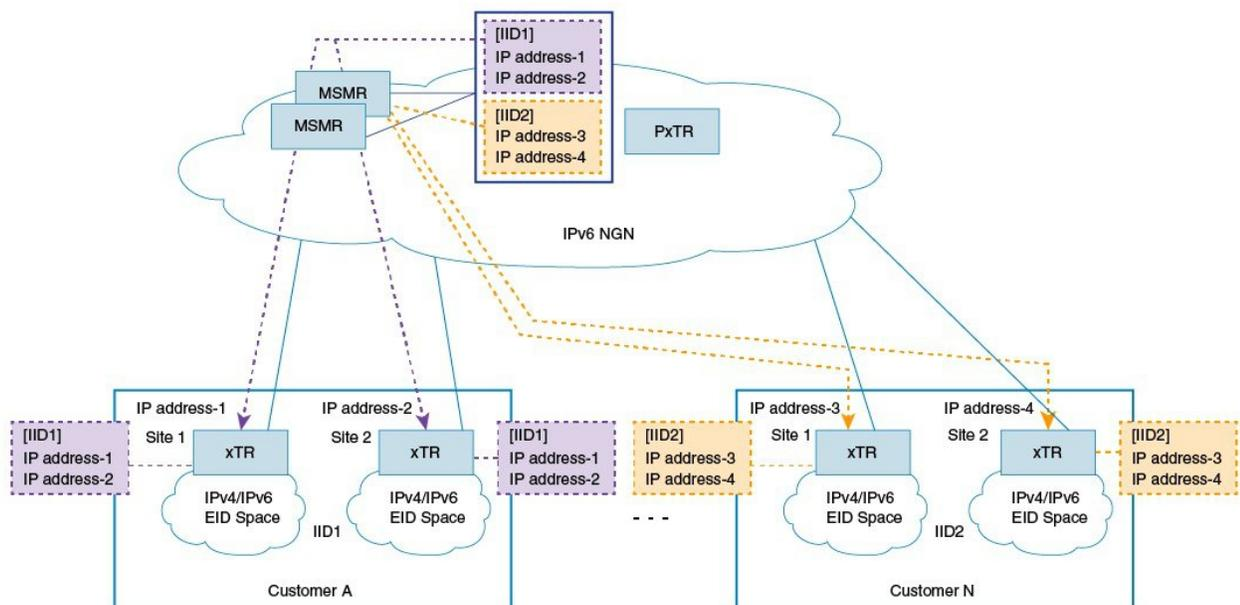 [IID1]
IP address-1
IP address-2
MSMR
MSMR
[IID2]
IP address-3
IP address-4
PxTR
IPv6 NGN
IP address-1
IP address-2
[IID1]
IP address-1
IP address-2
Site 1
xTR
Site 2
xTR
[IID1]
IP address-1
IP address-2
IPv4/IPv6
EID Space
IPv4/IPv6
EID Space
IID1
Customer A
- - -
IP address-3
IP address-4
[IID2]
IP address-3
IP address-4
Site 1
xTR
Site 2
xTR
[IID2]
IP address-3
IP address-4
IPv4/IPv6
EID Space
IPv4/IPv6
EID Space
IID2
Customer N